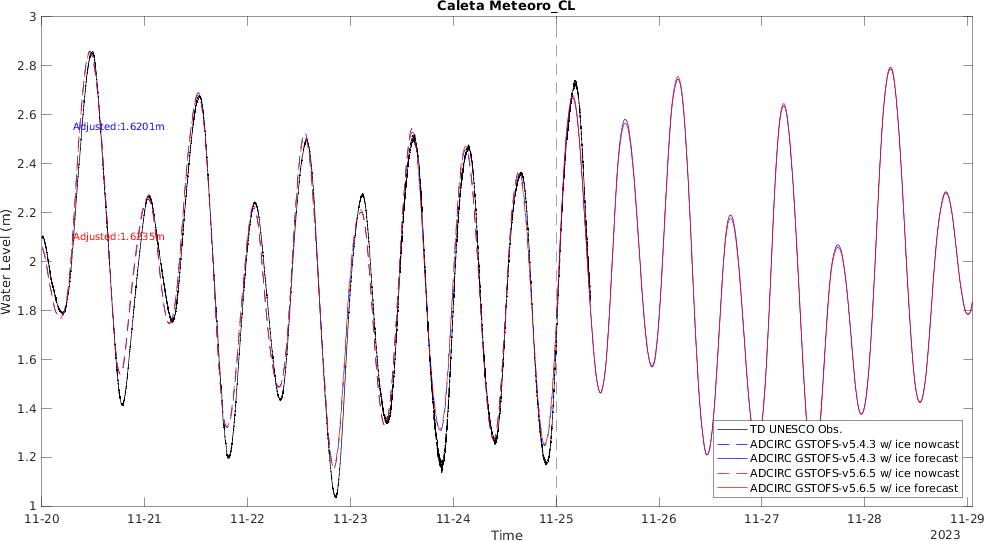 Caleta Meteoro_CL
3
2.8
2.6
2.4
2.2
2
1.8
1.6
1.4
1.2
1
Water Level (m)
Adjusted:1.6201m
Adjusted:1.6235m
TD UNESCO Obs.
ADCIRC GSTOFS-v5.4.3 w/ ice nowcast
ADCIRC GSTOFS-v5.4.3 w/ ice forecast
ADCIRC GSTOFS-v5.6.5 w/ ice nowcast
ADCIRC GSTOFS-v5.6.5 w/ ice forecast
11-20 11-21 11-22 11-23 11-24 11-25 11-26 11-27 11-28 11-29
Time
2023